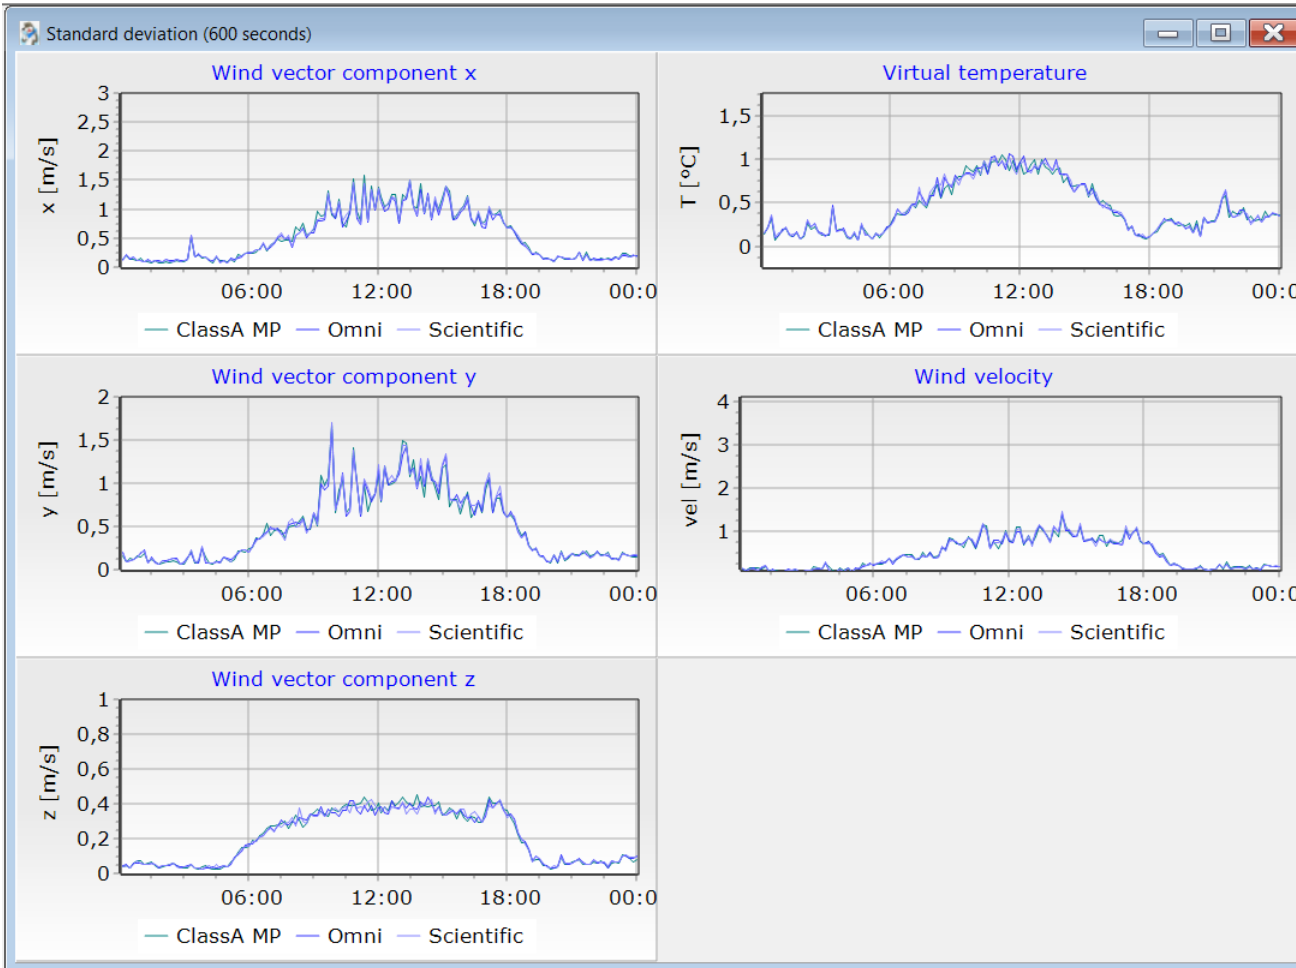 Standard deviation (600 seconds)
Wind vector component x
3
2,5
2
1,5
1
0,5
0
x [m/s]
06:00 12:00 18:00 00:0
ClassA MP Omni Scientific
Virtual temperature
1,5
1
0,5
0
T [°C]
06:00 12:00 18:00 00:0
ClassA MP Omni Scientific
Wind vector component y
2
1,5
1
0,5
0
y [m/s]
06:00 12:00 18:00 00:0
ClassA MP Omni Scientific
Wind velocity
4
3
2
1
vel [m/s]
06:00 12:00 18:00 00:0
ClassA MP Omni Scientific
Wind vector component z
1
0,8
0,6
0,4
0,2
0
z [m/s]
06:00 12:00 18:00 00:0
ClassA MP Omni Scientific